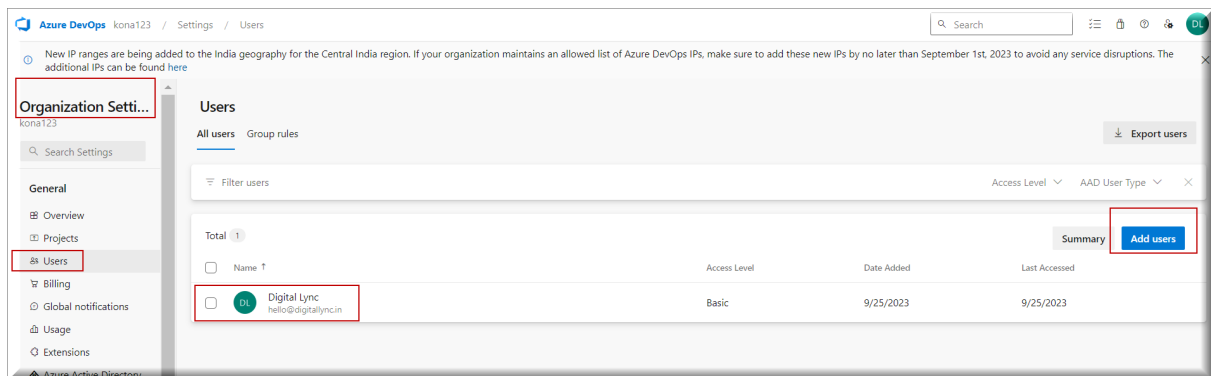 Azure DevOps kona123 / Settings / Users
Search
DL
New IP ranges are being added to the India geography for the Central India region. If your organization maintains an allowed list of Azure DevOps IPs, make sure to add these new IPs by no later than September 1st, 2023 to avoid any service disruptions. The
additional IPs can be found here
Organization Setti...
kona123
Search Settings
General
Overview
Projects
Users
Billing
Global notifications
Usage
Extensions
Azure Active Directory
Users
All users Group rules
Export users
Filter users
Access Level AAD User Type
Total 1
Summary Add users
Name ↑ Access Level Date Added Last Accessed
DL Digital Lync Basic 9/25/2023 9/25/2023
hello@digitallync.in